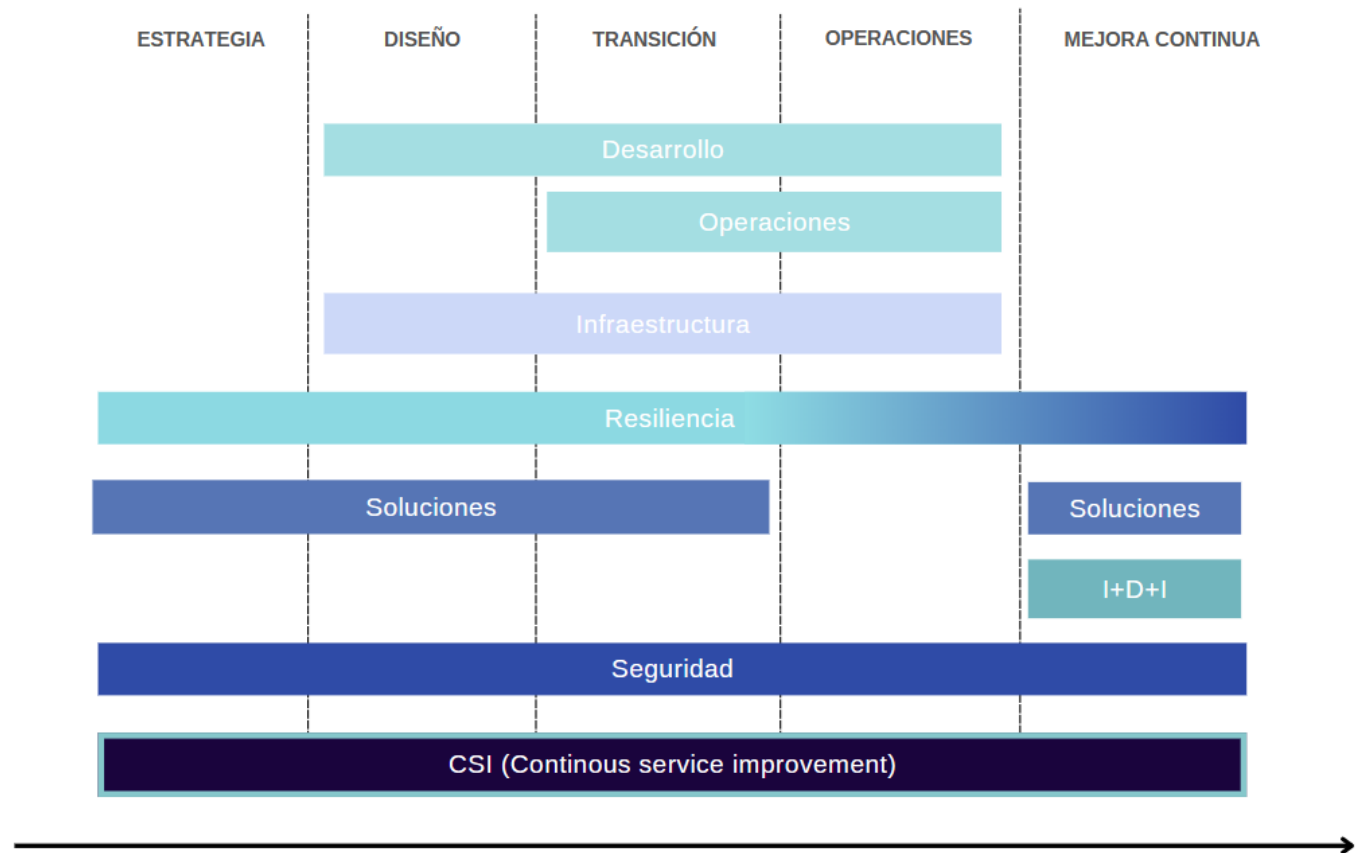 ESTRATEGIA
DISEÑO
TRANSICIÓN
OPERACIONES
MEJORA CONTINUA
Desarrollo
Operaciones
Infraestructura
Resiliencia
Soluciones
Soluciones
I+D+I
Seguridad
CSI (Continous service improvement)